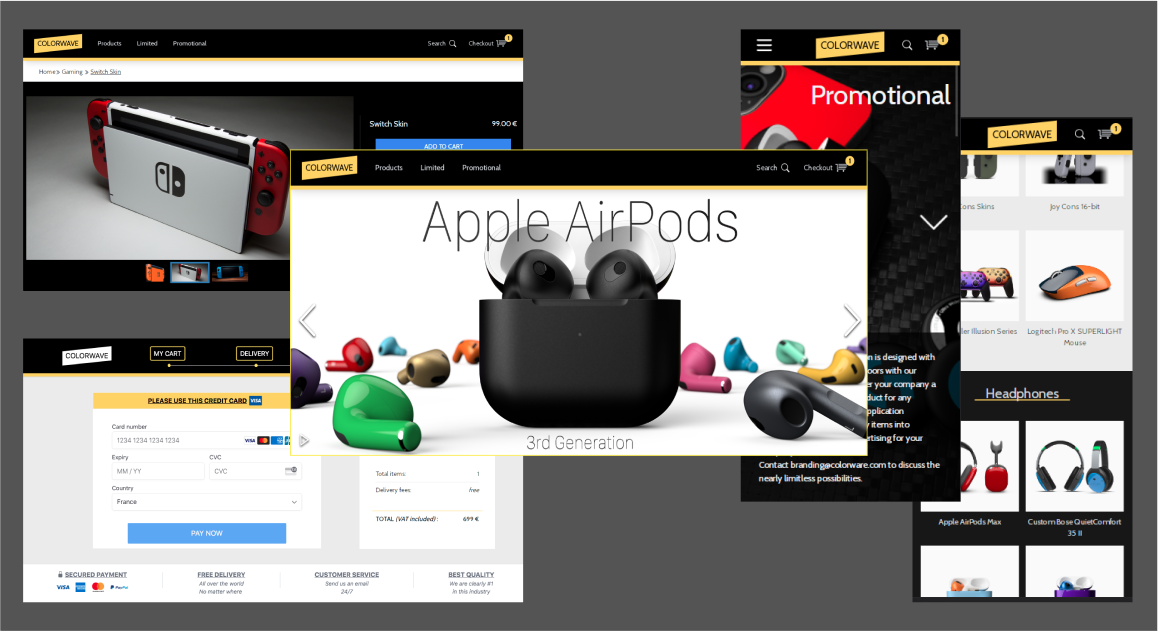 COLORWAVE
Products
Limited
Promotional
Search
Checkout
1
Home > Gaming > Switch Skin
Switch Skin
99.00 €
ADD TO CART
COLORWAVE
Products
Limited
Promotional
Search
Checkout
1
Apple AirPods
3rd Generation
COLORWAVE
1
Promotional
n is designed with
oors with our
er your company a
duct for any
pplication
y items into
ertising for your
Contact branding@colorware.com to discuss the
nearly limitless possibilities.
COLORWAVE
1
Cons Skins
Joy Cons 16-bit
ller Illusion Series
Logitech Pro X SUPERLIGHT
Mouse
Headphones
Apple AirPods Max
Custom Bose QuietComfort
35 II
COLORWAVE
MY CART
DELIVERY
PLEASE USE THIS CREDIT CARD VISA
Card number
1234 1234 1234 1234
VISA
Expiry
CVC
MM / YY
CVC
Country
France
PAY NOW
Total items:
1
Delivery fees:
free
TOTAL (VAT included) :
699 €
SECURED PAYMENT
VISA
PayPal
FREE DELIVERY
All over the world
No matter where
CUSTOMER SERVICE
Send us an email
24/7
BEST QUALITY
We are clearly #1
In this industry